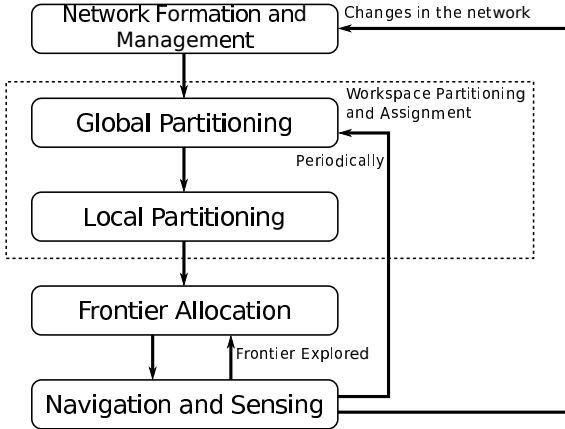 Network Formation and
Management
Changes in the network
Workspace Partitioning
and Assignment
Global Partitioning
Periodically
Local Partitioning
Frontier Allocation
Frontier Explored
Navigation and Sensing